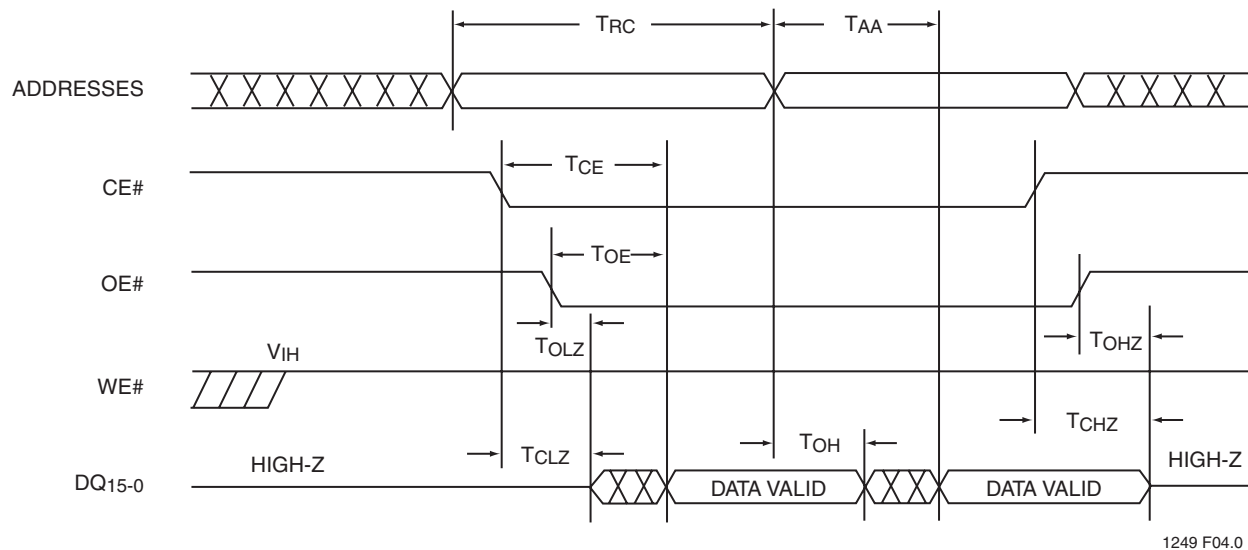 TRC
TAA
ADDRESSES
TCE
CE#
TOE
OE#
TOLZ
TOHZ
VIH
WE#
TCHZ
TCLZ
TOH
HIGH-Z
HIGH-Z
DQ15-0
DATA VALID
DATA VALID
1249 F04.0